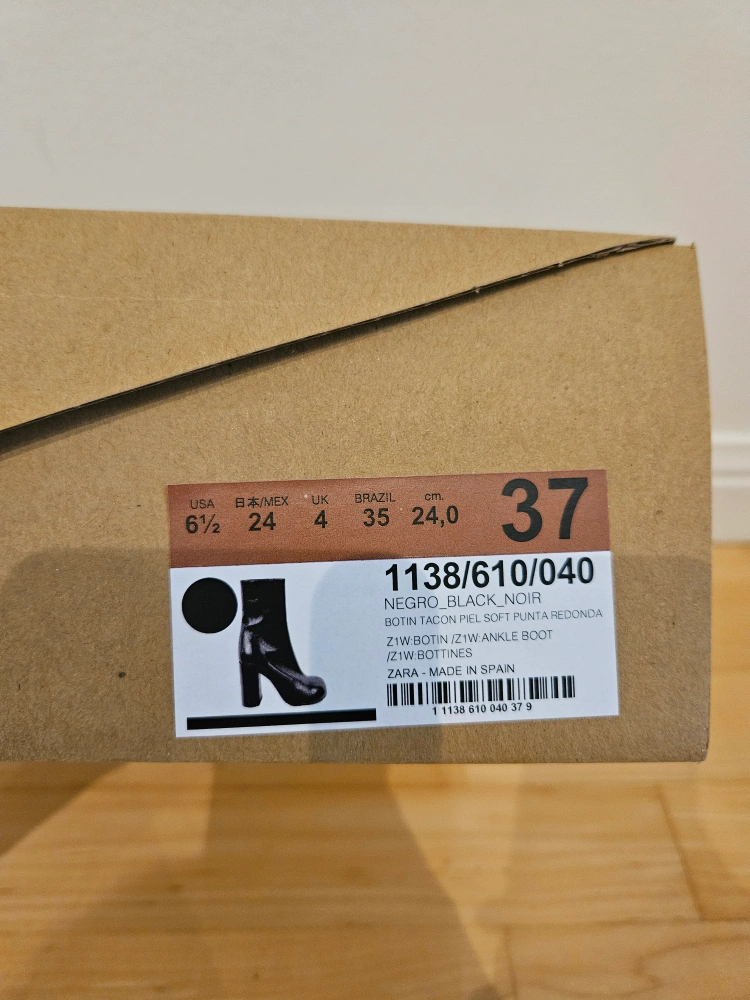 USA 日本/MEX UK BRAZIL cm.
6½ 24 4 35 24,0 37
1138/610/040
NEGRO_BLACK_NOIR
BOTIN TACON PIEL SOFT PUNTA REDONDA
Z1W:BOTIN /Z1W:ANKLE BOOT
/Z1W:BOTTINES
ZARA - MADE IN SPAIN
1 1138 610 040 37 9